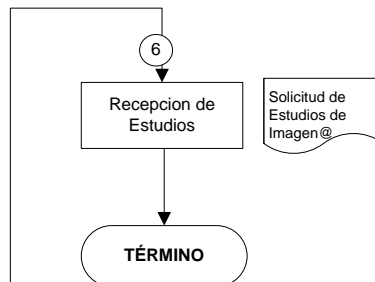 6
Recepcion de
Estudios
Solicitud de
Estudios de
Imagen@
TÉRMINO